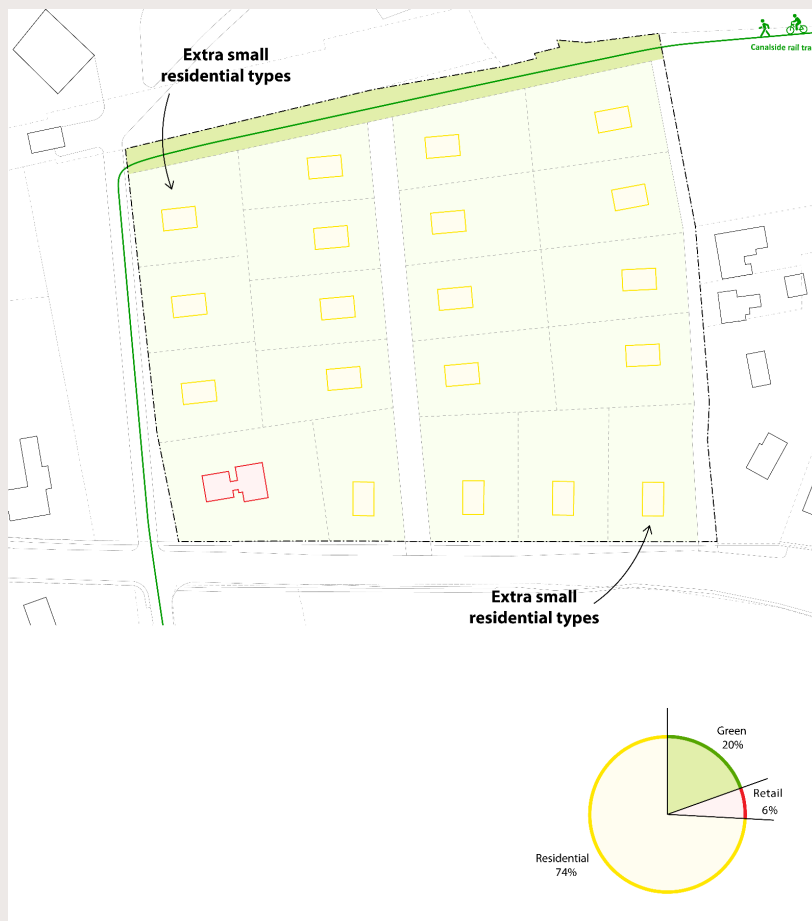 Canalside rail tra
Extra small
residential types
Extra small
residential types
Green
20%
Retail
6%
Residential
74%